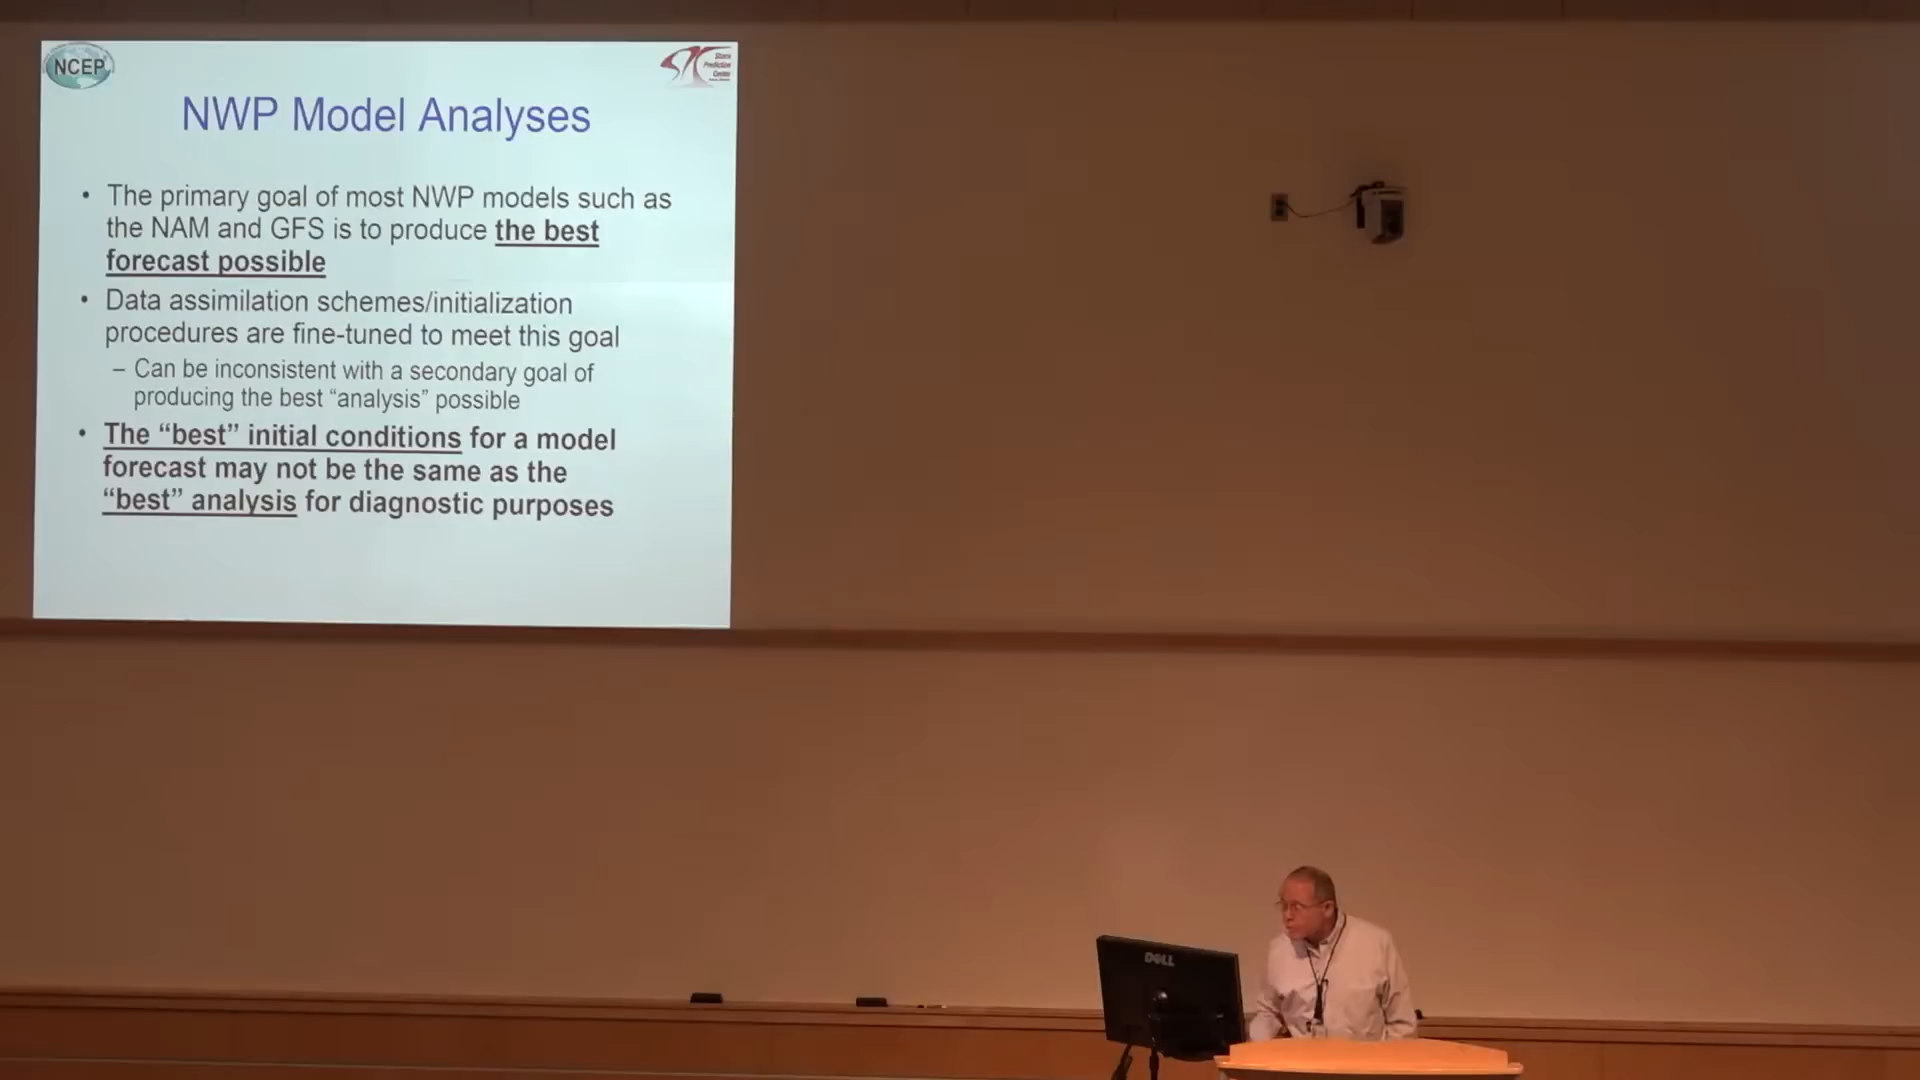 NCEP
Storm
Prediction
Center
NWP Model Analyses
• The primary goal of most NWP models such as
the NAM and GFS is to produce the best
forecast possible
• Data assimilation schemes/initialization
procedures are fine-tuned to meet this goal
– Can be inconsistent with a secondary goal of
producing the best “analysis” possible
• The “best” initial conditions for a model
forecast may not be the same as the
“best” analysis for diagnostic purposes
DELL